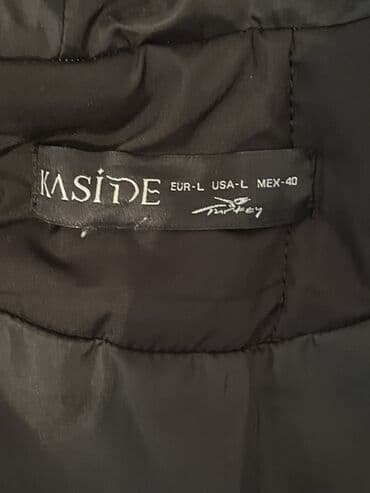 KASİDE EUR-L USA-L MEX-40
Turkey